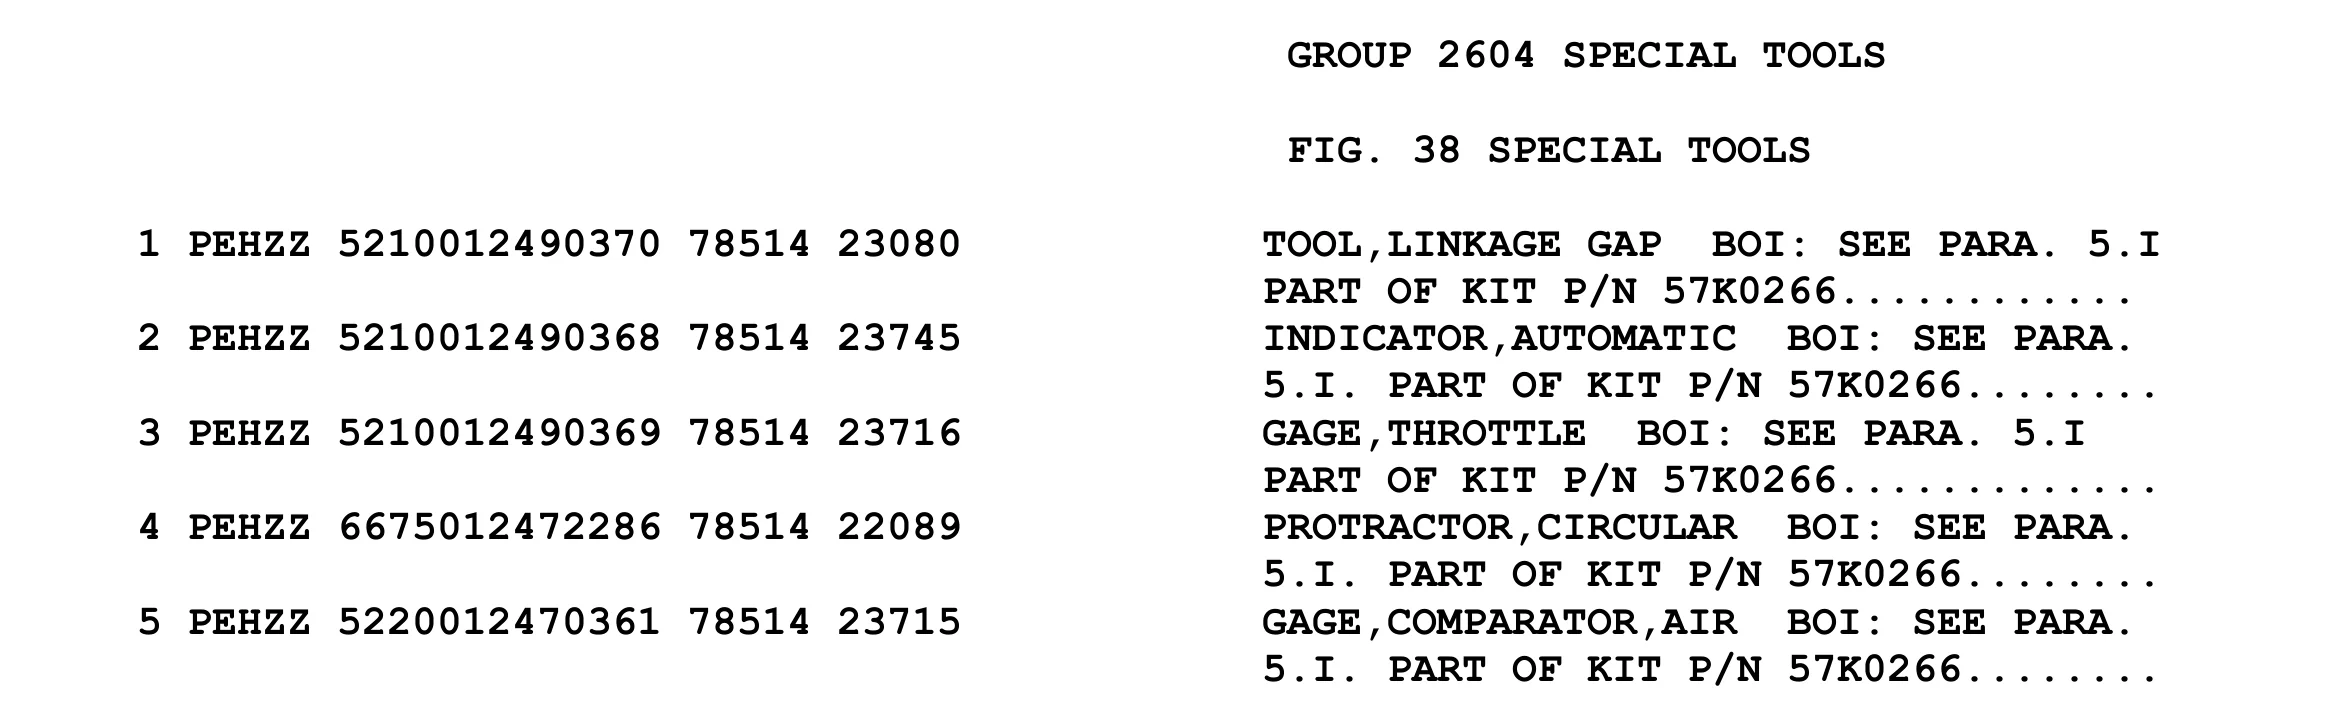 GROUP 2604 SPECIAL TOOLS
FIG. 38 SPECIAL TOOLS
1 PEHZZ 5210012490370 78514 23080 TOOL,LINKAGE GAP BOI: SEE PARA. 5.I
PART OF KIT P/N 57K0266............
2 PEHZZ 5210012490368 78514 23745 INDICATOR,AUTOMATIC BOI: SEE PARA.
5.I. PART OF KIT P/N 57K0266........
3 PEHZZ 5210012490369 78514 23716 GAGE,THROTTLE BOI: SEE PARA. 5.I
PART OF KIT P/N 57K0266.............
4 PEHZZ 6675012472286 78514 22089 PROTRACTOR,CIRCULAR BOI: SEE PARA.
5.I. PART OF KIT P/N 57K0266........
5 PEHZZ 5220012470361 78514 23715 GAGE,COMPARATOR,AIR BOI: SEE PARA.
5.I. PART OF KIT P/N 57K0266........